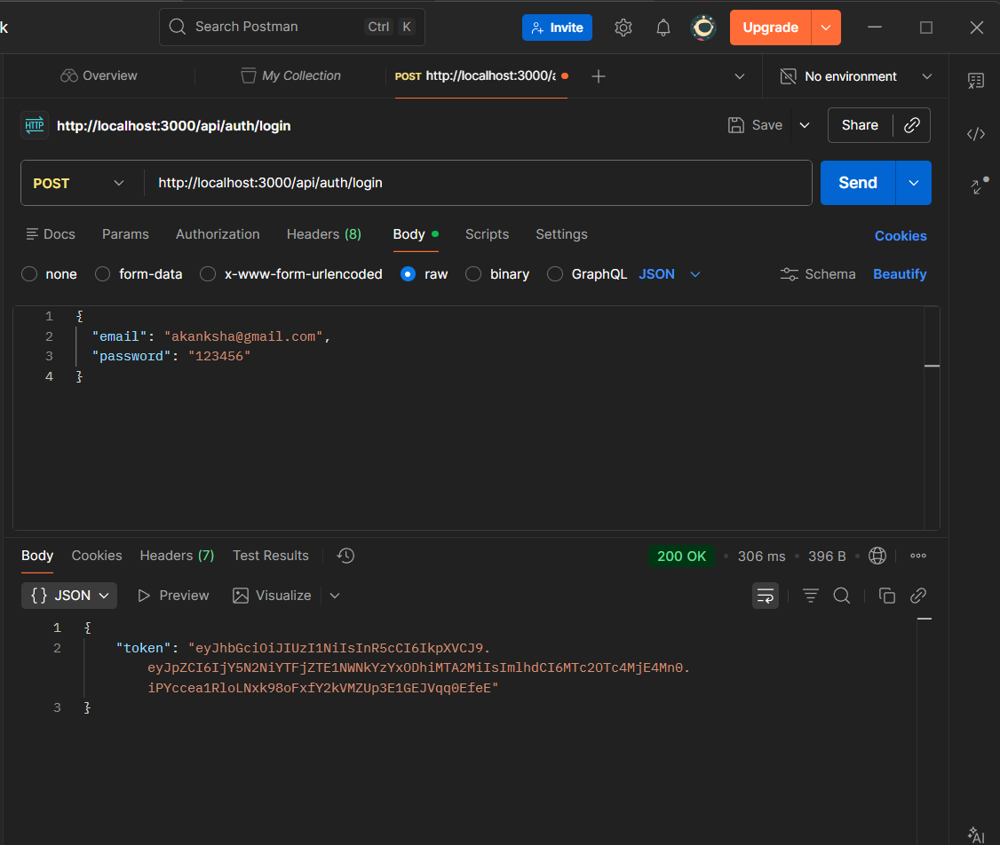 k
Search Postman Ctrl K Invite Upgrade
Overview My Collection POST http://localhost:3000/a No environment
HTTP http://localhost:3000/api/auth/login Save Share
POST http://localhost:3000/api/auth/login Send
Docs Params Authorization Headers (8) Body Scripts Settings Cookies
none form-data x-www-form-urlencoded raw binary GraphQL JSON Schema Beautify
1 {
2 "email": "akanksha@gmail.com",
3 "password": "123456"
4 }
Body Cookies Headers (7) Test Results 200 OK • 306 ms • 396 B •
{} JSON Preview Visualize
1 {
2 "token": "eyJhbGciOiJIUzI1NiIsInR5cCI6IkpXVCJ9.
eyJpZCI6IjY5N2NiYTFjZTE1NWNkYzYxODhiMTA2MiIsImlhdCI6MTc2OTc4MjE4Mn0.
iPYccea1RloLNxk98oFxfY2kVMZUp3E1GEJVqq0EfeE"
3 }
AI